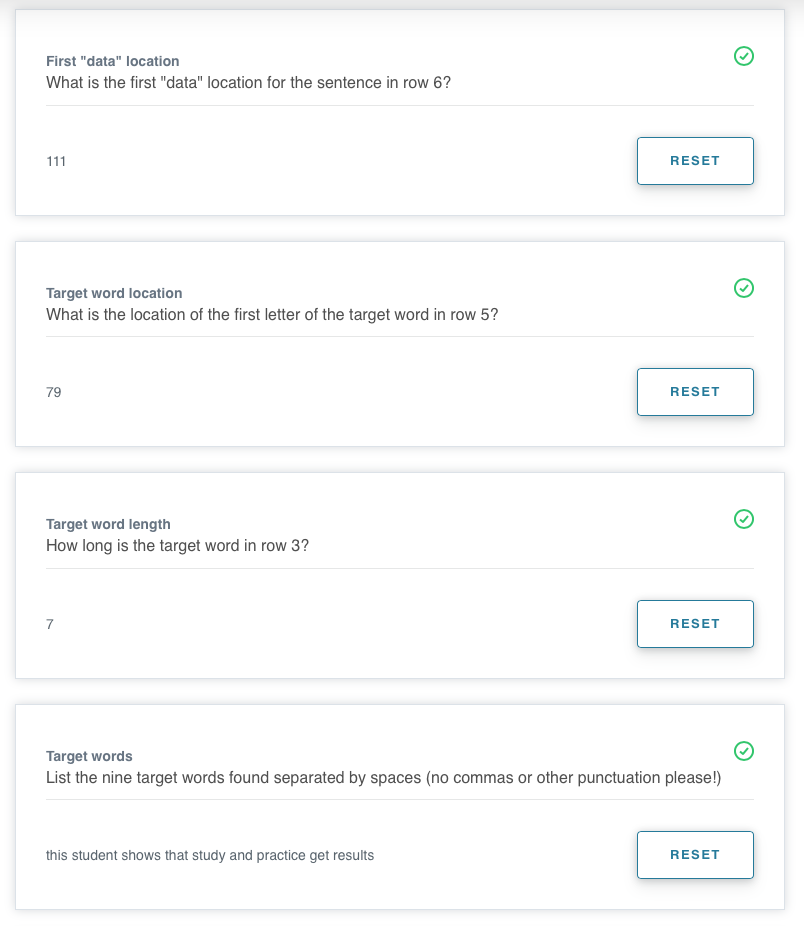 First "data" location
What is the first "data" location for the sentence in row 6?
111
RESET
Target word location
What is the location of the first letter of the target word in row 5?
79
RESET
Target word length
How long is the target word in row 3?
7
RESET
Target words
List the nine target words found separated by spaces (no commas or other punctuation please!)
this student shows that study and practice get results
RESET